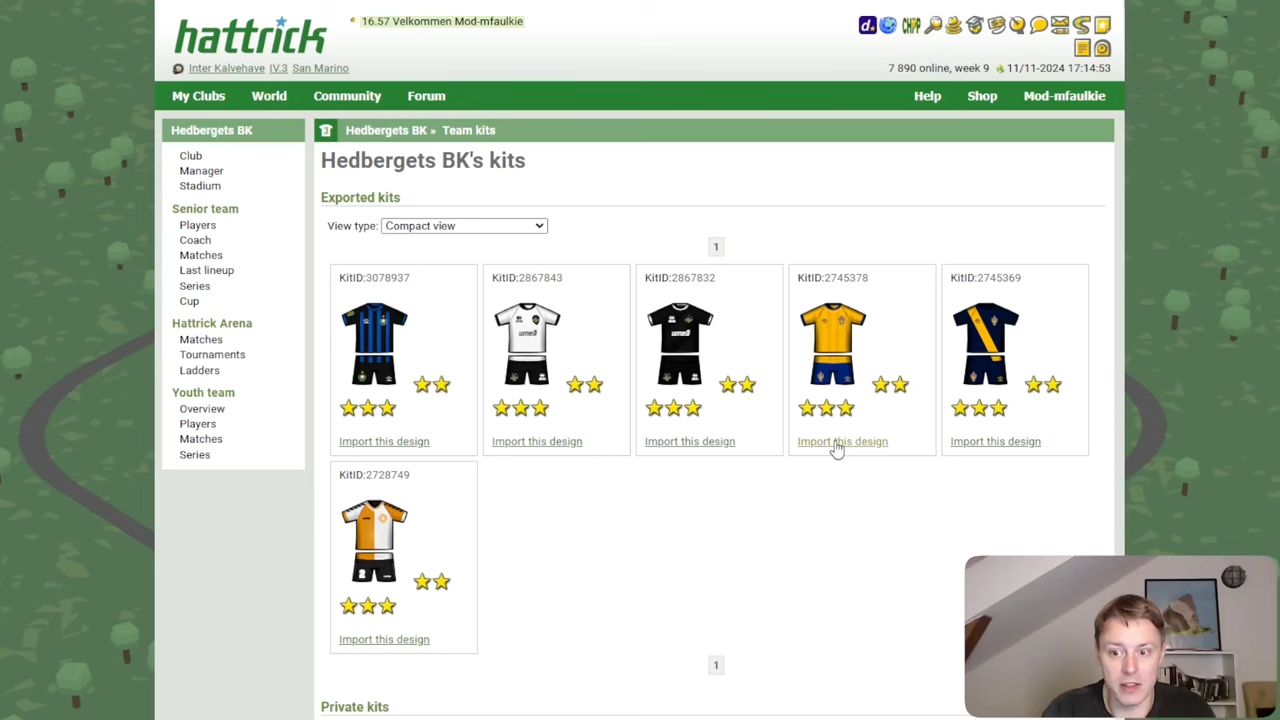 hattrick
16.57 Velkommen Mod-mfaulkie
Inter Kalvehave IV.3 San Marino
7 890 online, week 9 11/11-2024 17:14:53
My Clubs World Community Forum Help Shop Mod-mfaulkie
Hedbergets BK
Club
Manager
Stadium
Senior team
Players
Coach
Matches
Last lineup
Series
Cup
Hattrick Arena
Matches
Tournaments
Ladders
Youth team
Overview
Players
Matches
Series
Hedbergets BK » Team kits
Hedbergets BK's kits
Exported kits
View type: Compact view
1
KitID:3078937 KitID:2867843 KitID:2867832 KitID:2745378 KitID:2745369
Import this design Import this design Import this design Import this design Import this design
KitID:2728749
Import this design
1
Private kits